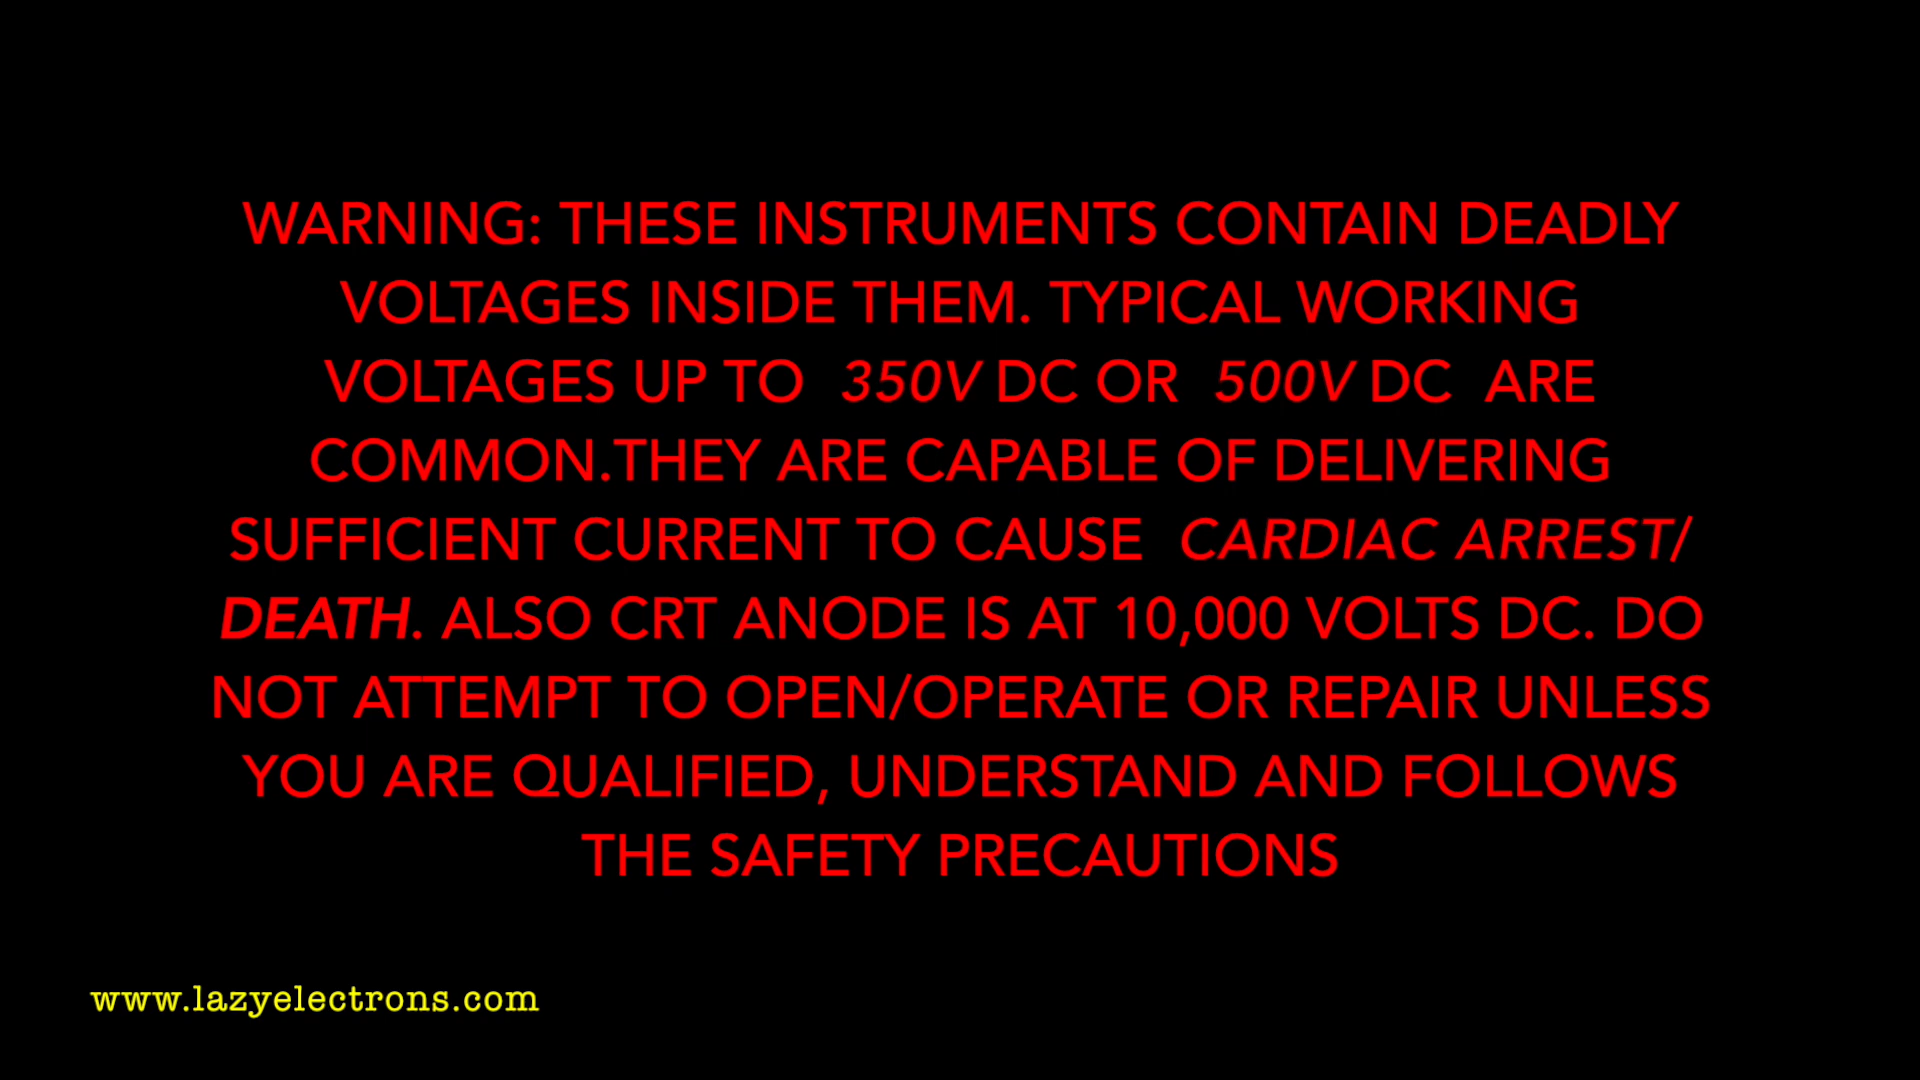 WARNING: THESE INSTRUMENTS CONTAIN DEADLY
VOLTAGES INSIDE THEM. TYPICAL WORKING
VOLTAGES UP TO 350V DC OR 500V DC ARE
COMMON.THEY ARE CAPABLE OF DELIVERING
SUFFICIENT CURRENT TO CAUSE CARDIAC ARREST/
DEATH. ALSO CRT ANODE IS AT 10,000 VOLTS DC. DO
NOT ATTEMPT TO OPEN/OPERATE OR REPAIR UNLESS
YOU ARE QUALIFIED, UNDERSTAND AND FOLLOWS
THE SAFETY PRECAUTIONS
www.lazyelectrons.com